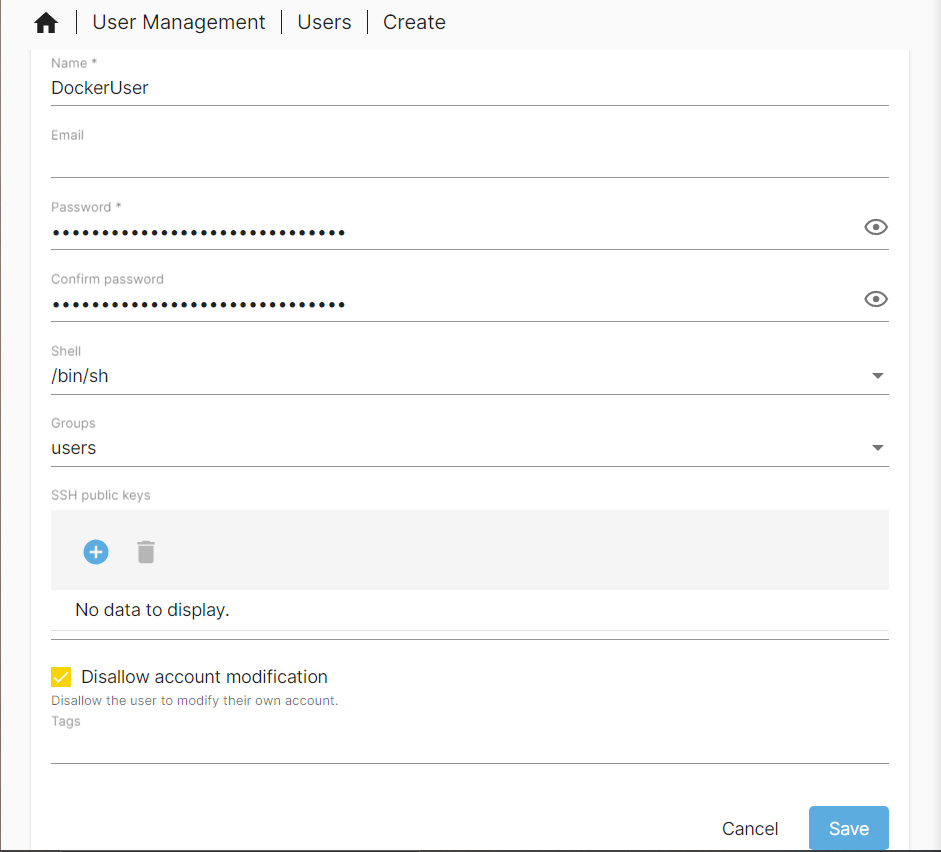 User Management | Users | Create
Name *
DockerUser
Email
Password *
••••••••••••••••••••••••••••••
Confirm password
••••••••••••••••••••••••••••••
Shell
/bin/sh
Groups
users
SSH public keys
No data to display.
Disallow account modification
Disallow the user to modify their own account.
Tags
Cancel Save